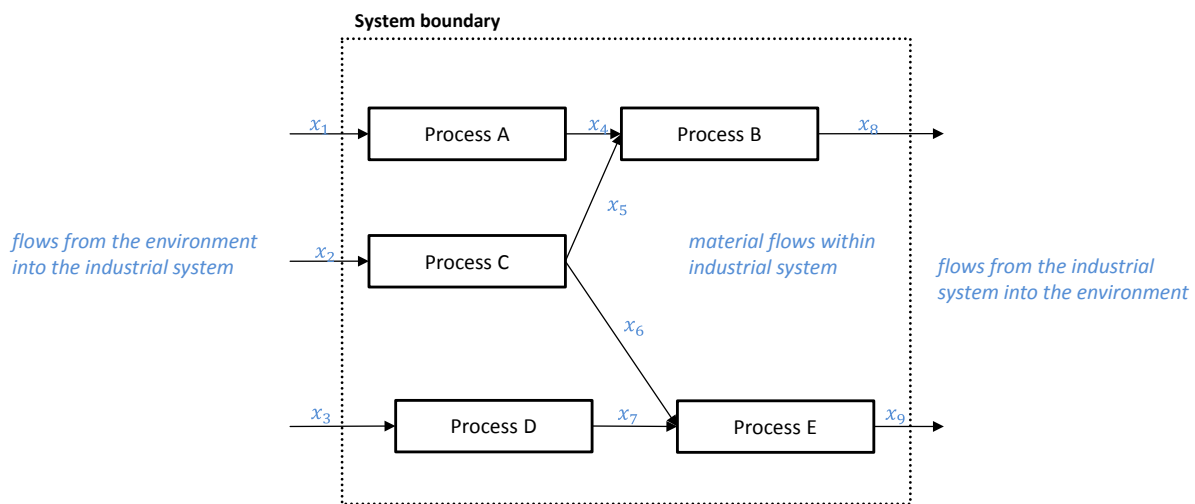 System boundary
x₁
Process A
x₄
Process B
x₈
x₅
flows from the environment
into the industrial system
x₂
Process C
material flows within
industrial system
flows from the industrial
system into the environment
x₆
x₃
Process D
x₇
Process E
x₉